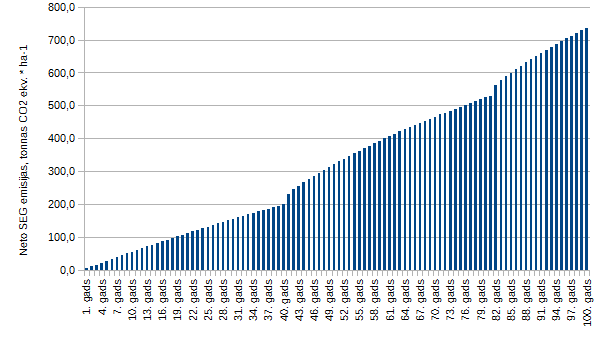 Neto SEG emisijas, tonnas CO2 ekv. * ha-1
800,0
700,0
600,0
500,0
400,0
300,0
200,0
100,0
0,0
1. gads
4. gads
7. gads
10. gads
13. gads
16. gads
19. gads
22. gads
25. gads
28. gads
31. gads
34. gads
37. gads
40. gads
43. gads
46. gads
49. gads
52. gads
55. gads
58. gads
61. gads
64. gads
67. gads
70. gads
73. gads
76. gads
79. gads
82. gads
85. gads
88. gads
91. gads
94. gads
97. gads
100. gads